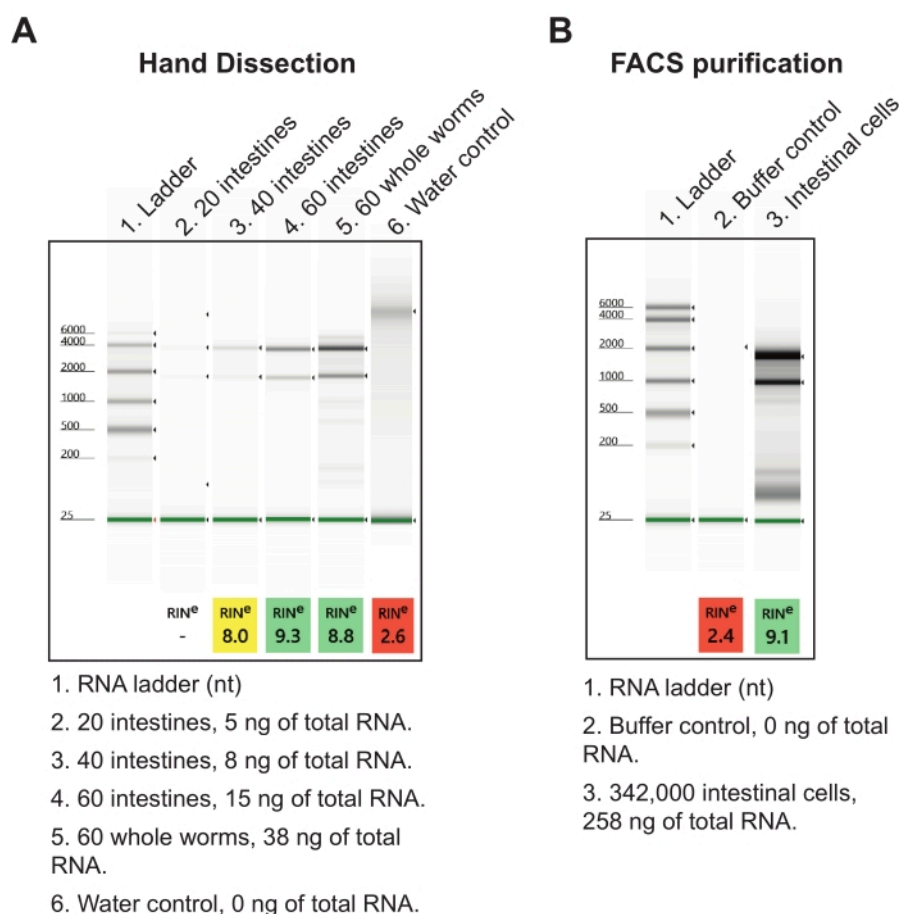 A
Hand Dissection
1. Ladder
2. 20 intestines
3. 40 intestines
4. 60 intestines
5. 60 whole worms
6. Water control
6000
4000
2000
1000
500
200
25
RINe
-
RINe
8.0
RINe
9.3
RINe
8.8
RINe
2.6
1. RNA ladder (nt)
2. 20 intestines, 5 ng of total RNA.
3. 40 intestines, 8 ng of total RNA.
4. 60 intestines, 15 ng of total RNA.
5. 60 whole worms, 38 ng of total
RNA.
6. Water control, 0 ng of total RNA.
B
FACS purification
1. Ladder
2. Buffer control
3. Intestinal cells
6000
4000
2000
1000
500
200
25
RINe
2.4
RINe
9.1
1. RNA ladder (nt)
2. Buffer control, 0 ng of total
RNA.
3. 342,000 intestinal cells,
258 ng of total RNA.